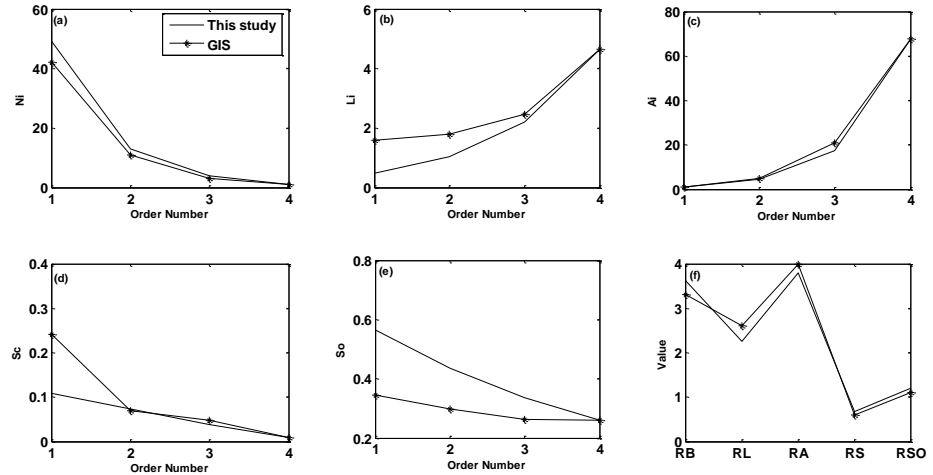 (a)
This study
GIS
60
40
20
0
Ni
1 2 3 4
Order Number
(b)
6
4
2
0
Li
1 2 3 4
Order Number
(c)
80
60
40
20
0
Ai
1 2 3 4
Order Number
(d)
0.4
0.3
0.2
0.1
0
Sc
1 2 3 4
Order Number
(e)
0.8
0.6
0.4
0.2
So
1 2 3 4
Order Number
(f)
4
3
2
1
0
Value
RB RL RA RS RSO